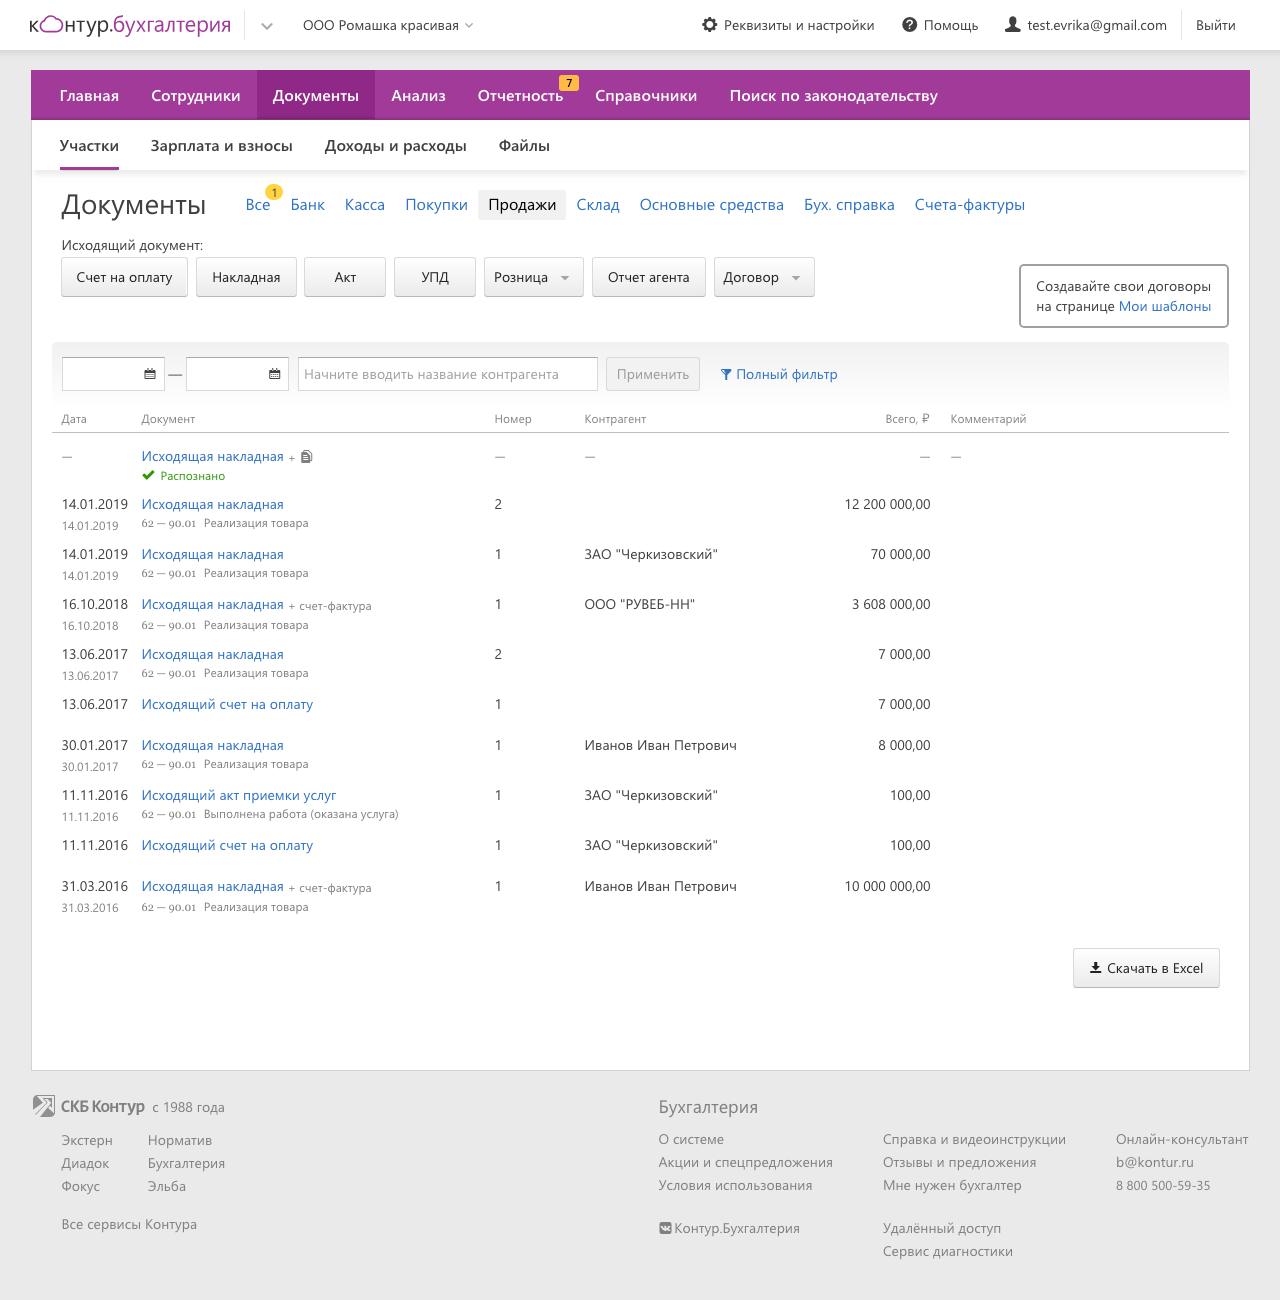 контур.бухгалтерия ООО Ромашка красивая Реквизиты и настройки Помощь test.evrika@gmail.com Выйти
Главная Сотрудники Документы Анализ Отчетность 7 Справочники Поиск по законодательству
Участки Зарплата и взносы Доходы и расходы Файлы
Документы Все 1 Банк Касса Покупки Продажи Склад Основные средства Бух. справка Счета-фактуры
Исходящий документ:
Счет на оплату Накладная Акт УПД Розница Отчет агента Договор
Создавайте свои договоры
на странице Мои шаблоны
— Начните вводить название контрагента Применить Полный фильтр
Дата Документ Номер Контрагент Всего, ₽ Комментарий
— Исходящая накладная + — — — —
Распознано
14.01.2019 Исходящая накладная 2 12 200 000,00
14.01.2019 62 — 90.01 Реализация товара
14.01.2019 Исходящая накладная 1 ЗАО "Черкизовский" 70 000,00
14.01.2019 62 — 90.01 Реализация товара
16.10.2018 Исходящая накладная + счет-фактура 1 ООО "РУВЕБ-НН" 3 608 000,00
16.10.2018 62 — 90.01 Реализация товара
13.06.2017 Исходящая накладная 2 7 000,00
13.06.2017 62 — 90.01 Реализация товара
13.06.2017 Исходящий счет на оплату 1 7 000,00
30.01.2017 Исходящая накладная 1 Иванов Иван Петрович 8 000,00
30.01.2017 62 — 90.01 Реализация товара
11.11.2016 Исходящий акт приемки услуг 1 ЗАО "Черкизовский" 100,00
11.11.2016 62 — 90.01 Выполнена работа (оказана услуга)
11.11.2016 Исходящий счет на оплату 1 ЗАО "Черкизовский" 100,00
31.03.2016 Исходящая накладная + счет-фактура 1 Иванов Иван Петрович 10 000 000,00
31.03.2016 62 — 90.01 Реализация товара
Скачать в Excel
СКБ Контур с 1988 года
Экстерн Норматив
Диадок Бухгалтерия
Фокус Эльба
Все сервисы Контура
Бухгалтерия
О системе Справка и видеоинструкции Онлайн-консультант
Акции и спецпредложения Отзывы и предложения b@kontur.ru
Условия использования Мне нужен бухгалтер 8 800 500-59-35
Контур.Бухгалтерия Удалённый доступ
Сервис диагностики